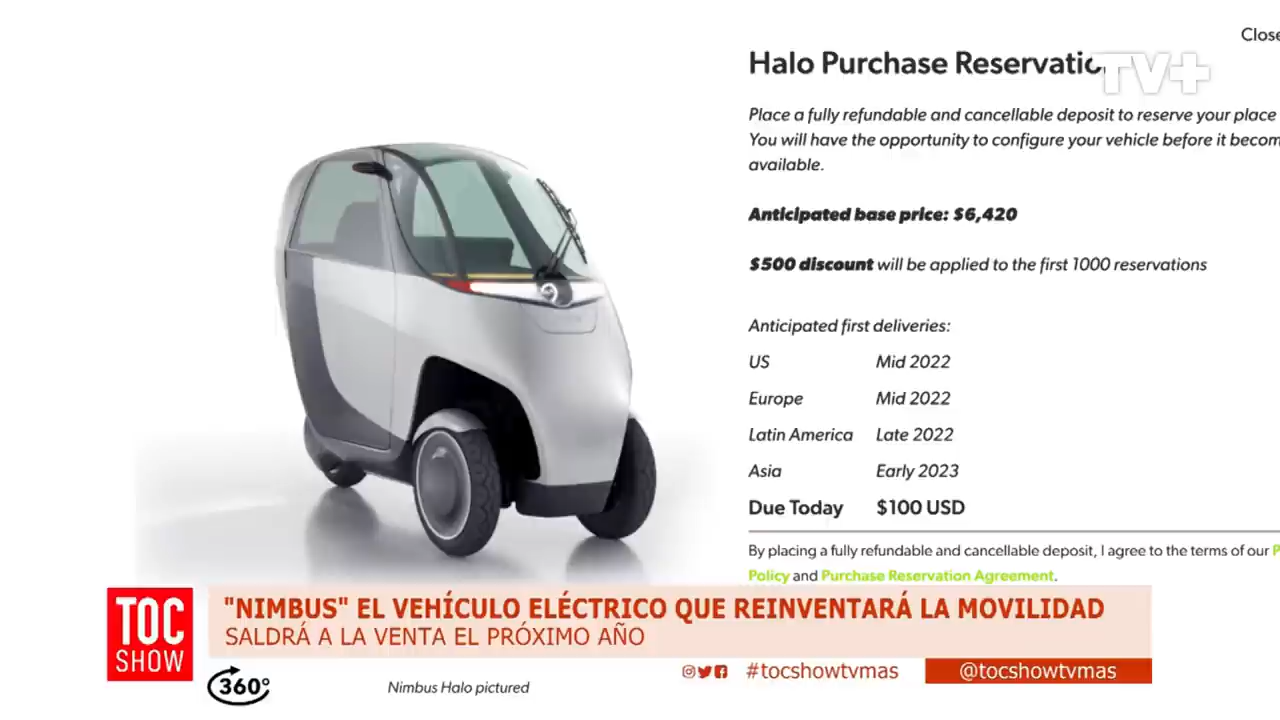 Close
Halo Purchase Reservation
TV+
Place a fully refundable and cancellable deposit to reserve your place
You will have the opportunity to configure your vehicle before it becom
available.
Anticipated base price: $6,420
$500 discount will be applied to the first 1000 reservations
Anticipated first deliveries:
US Mid 2022
Europe Mid 2022
Latin America Late 2022
Asia Early 2023
Due Today $100 USD
By placing a fully refundable and cancellable deposit, I agree to the terms of our P
Policy and Purchase Reservation Agreement.
TOC SHOW
"NIMBUS" EL VEHÍCULO ELÉCTRICO QUE REINVENTARÁ LA MOVILIDAD
SALDRÁ A LA VENTA EL PRÓXIMO AÑO
#tocshowtvmas @tocshowtvmas
360°
Nimbus Halo pictured